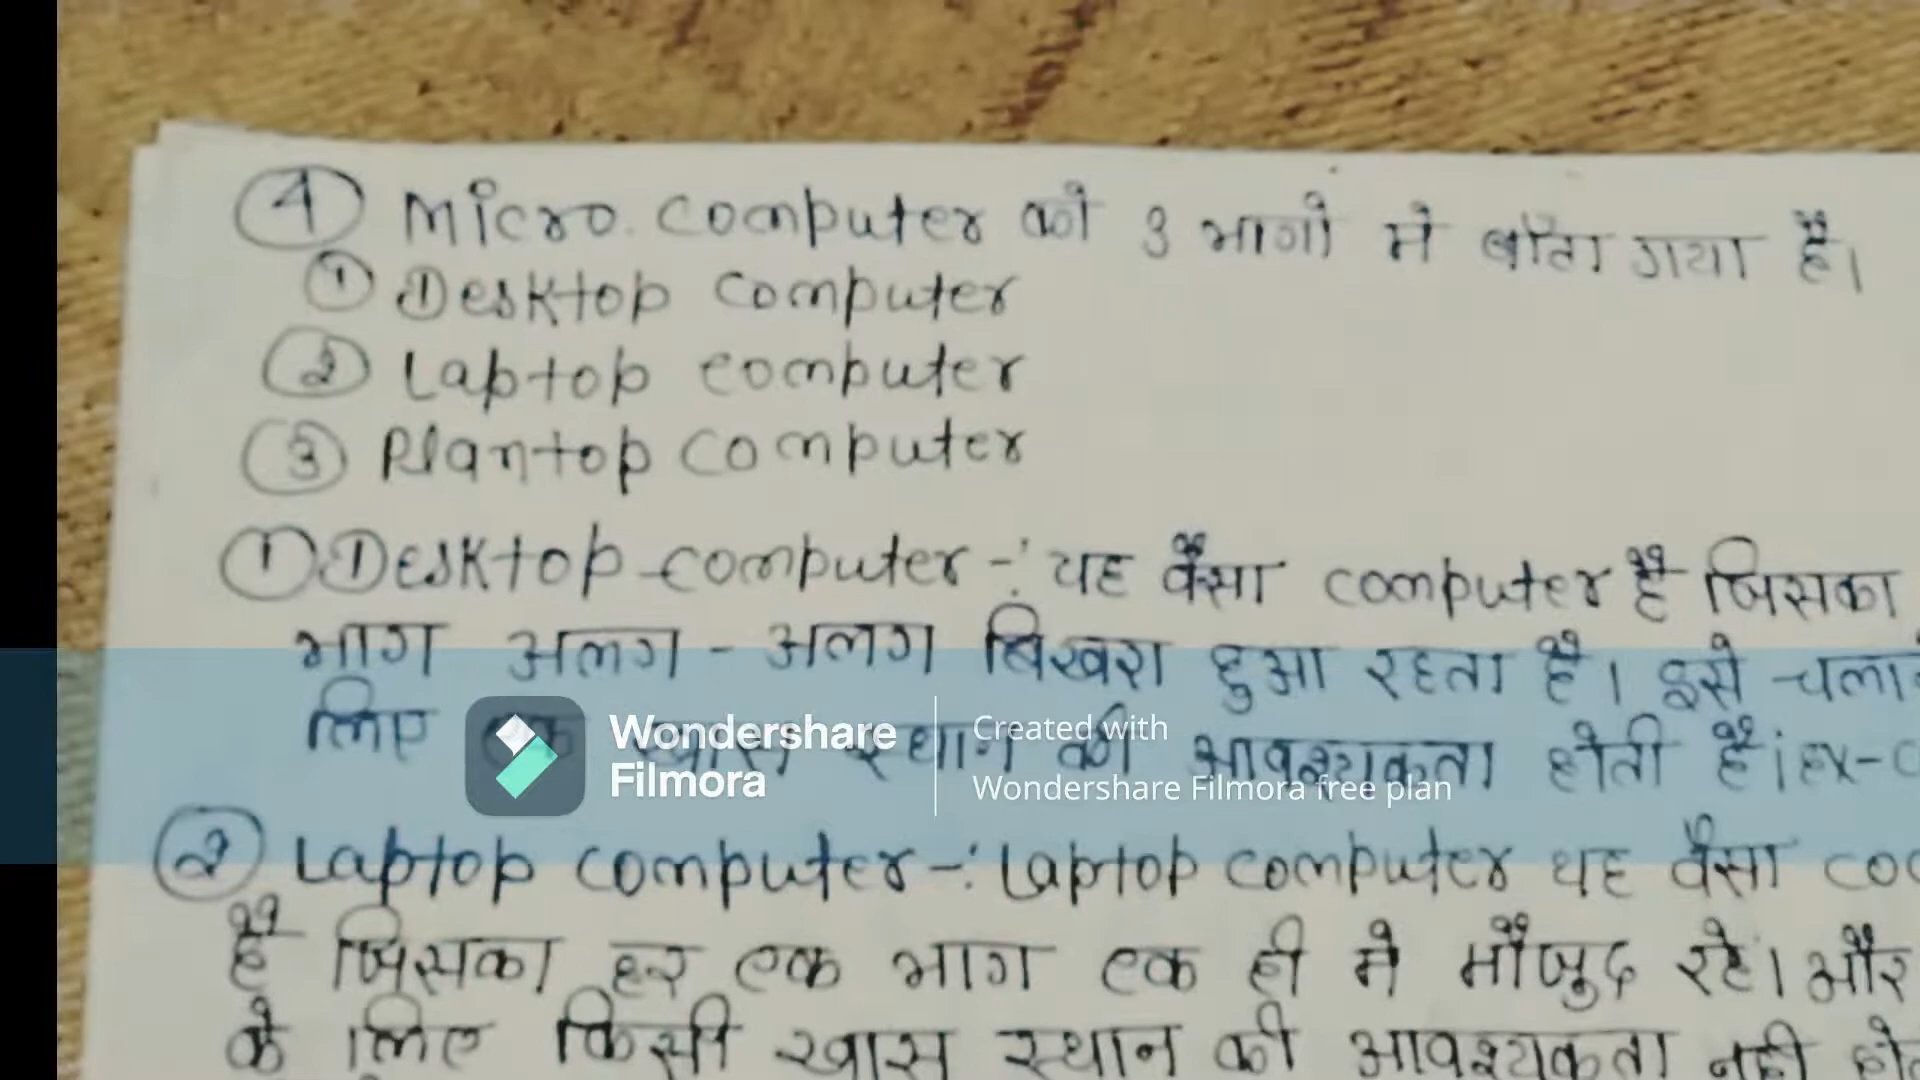 ④ Micro. Computer को 3 भागो मे बाँटा गया है।
① Desktop Computer
② Laptop computer
③ Plantop Computer
① Desktop computer -: यह वैसा computer है जिसका
भाग अलग - अलग बिखरा हुआ रहता है। इसे
लिए एक खास स्थान की आवश्यकता होती है। ex-
Wondershare Filmora
Created with
Wondershare Filmora free plan
② Laptop computer -: Laptop computer यह वैसा
है जिसका हर एक भाग एक ही मे मौजुद रहे। और
के लिए किसी खास स्थान की आवश्यकता नही